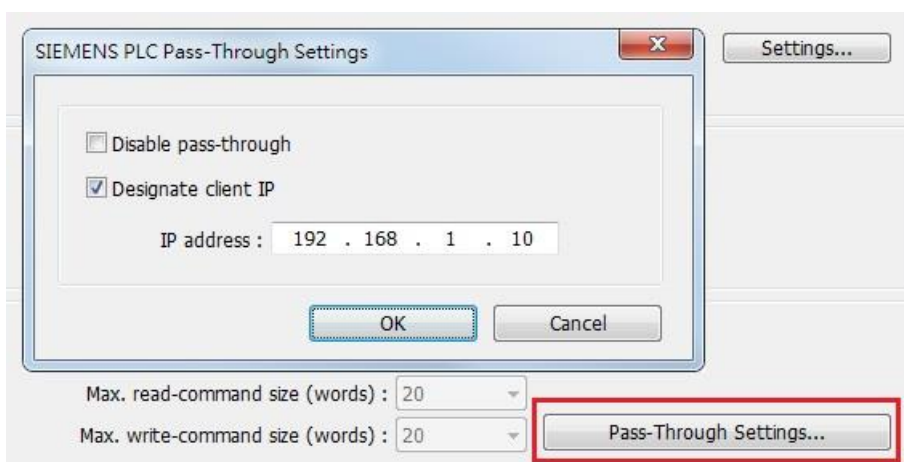 SIEMENS PLC Pass-Through Settings
Settings...
Disable pass-through
Designate client IP
IP address : 192 . 168 . 1 . 10
OK Cancel
Max. read-command size (words) : 20
Max. write-command size (words) : 20
Pass-Through Settings...